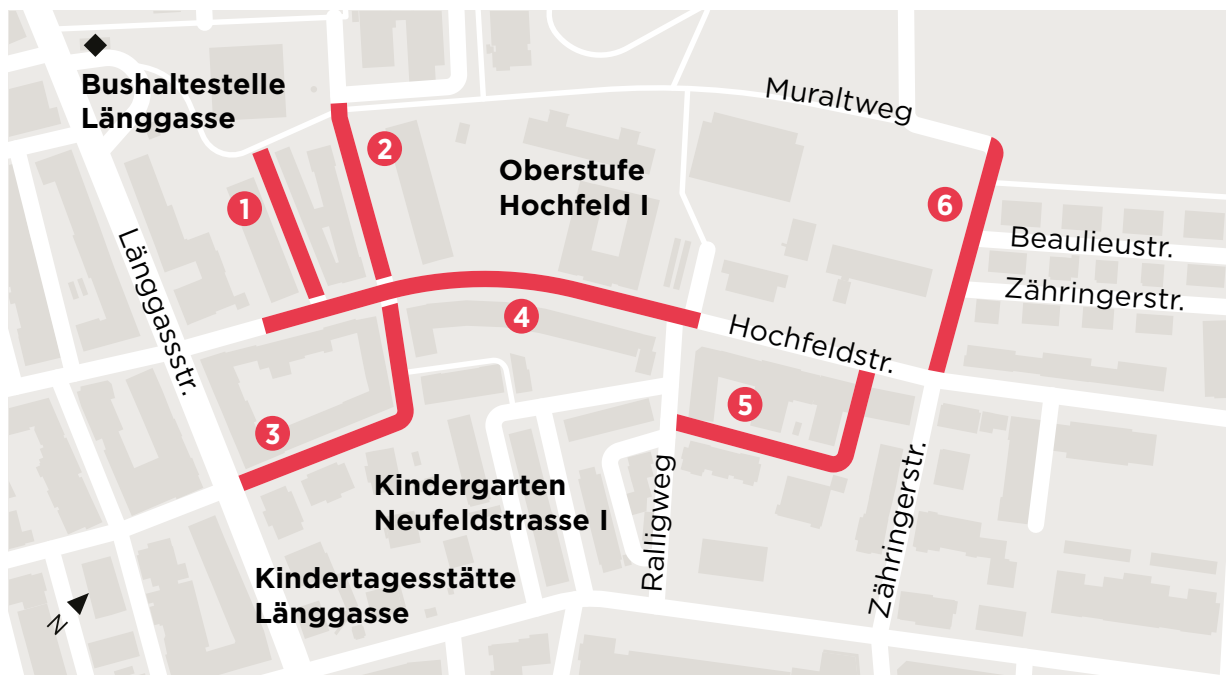 Bushaltestelle
Länggasse
Muraltweg
2
Oberstufe
Hochfeld I
1
6
Beaulieustr.
Länggassstr.
Zähringerstr.
4
Hochfeldstr.
5
3
Kindergarten
Neufeldstrasse I
Ralligweg
Zähringerstr.
Kindertagesstätte
Länggasse
N